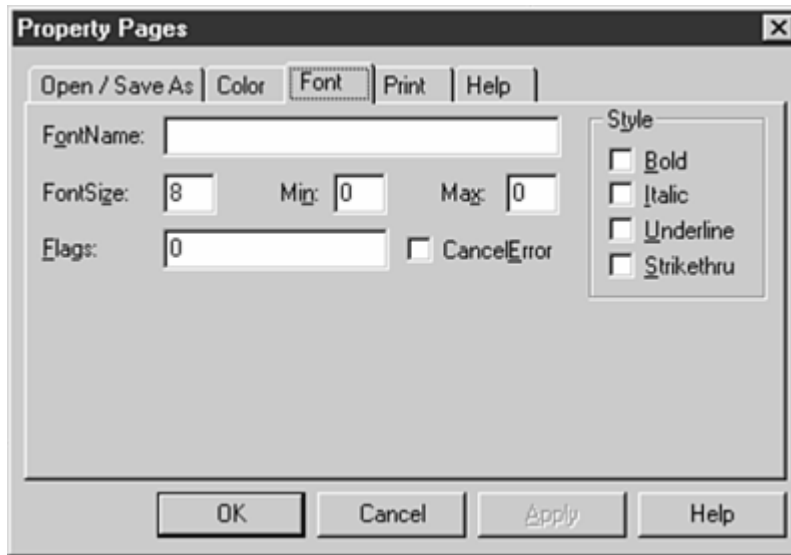 Property Pages
Open / Save As Color Font Print Help
FontName:
FontSize: 8 Min: 0 Max: 0
Flags: 0 CancelError
Style
Bold
Italic
Underline
Strikethru
OK Cancel Apply Help